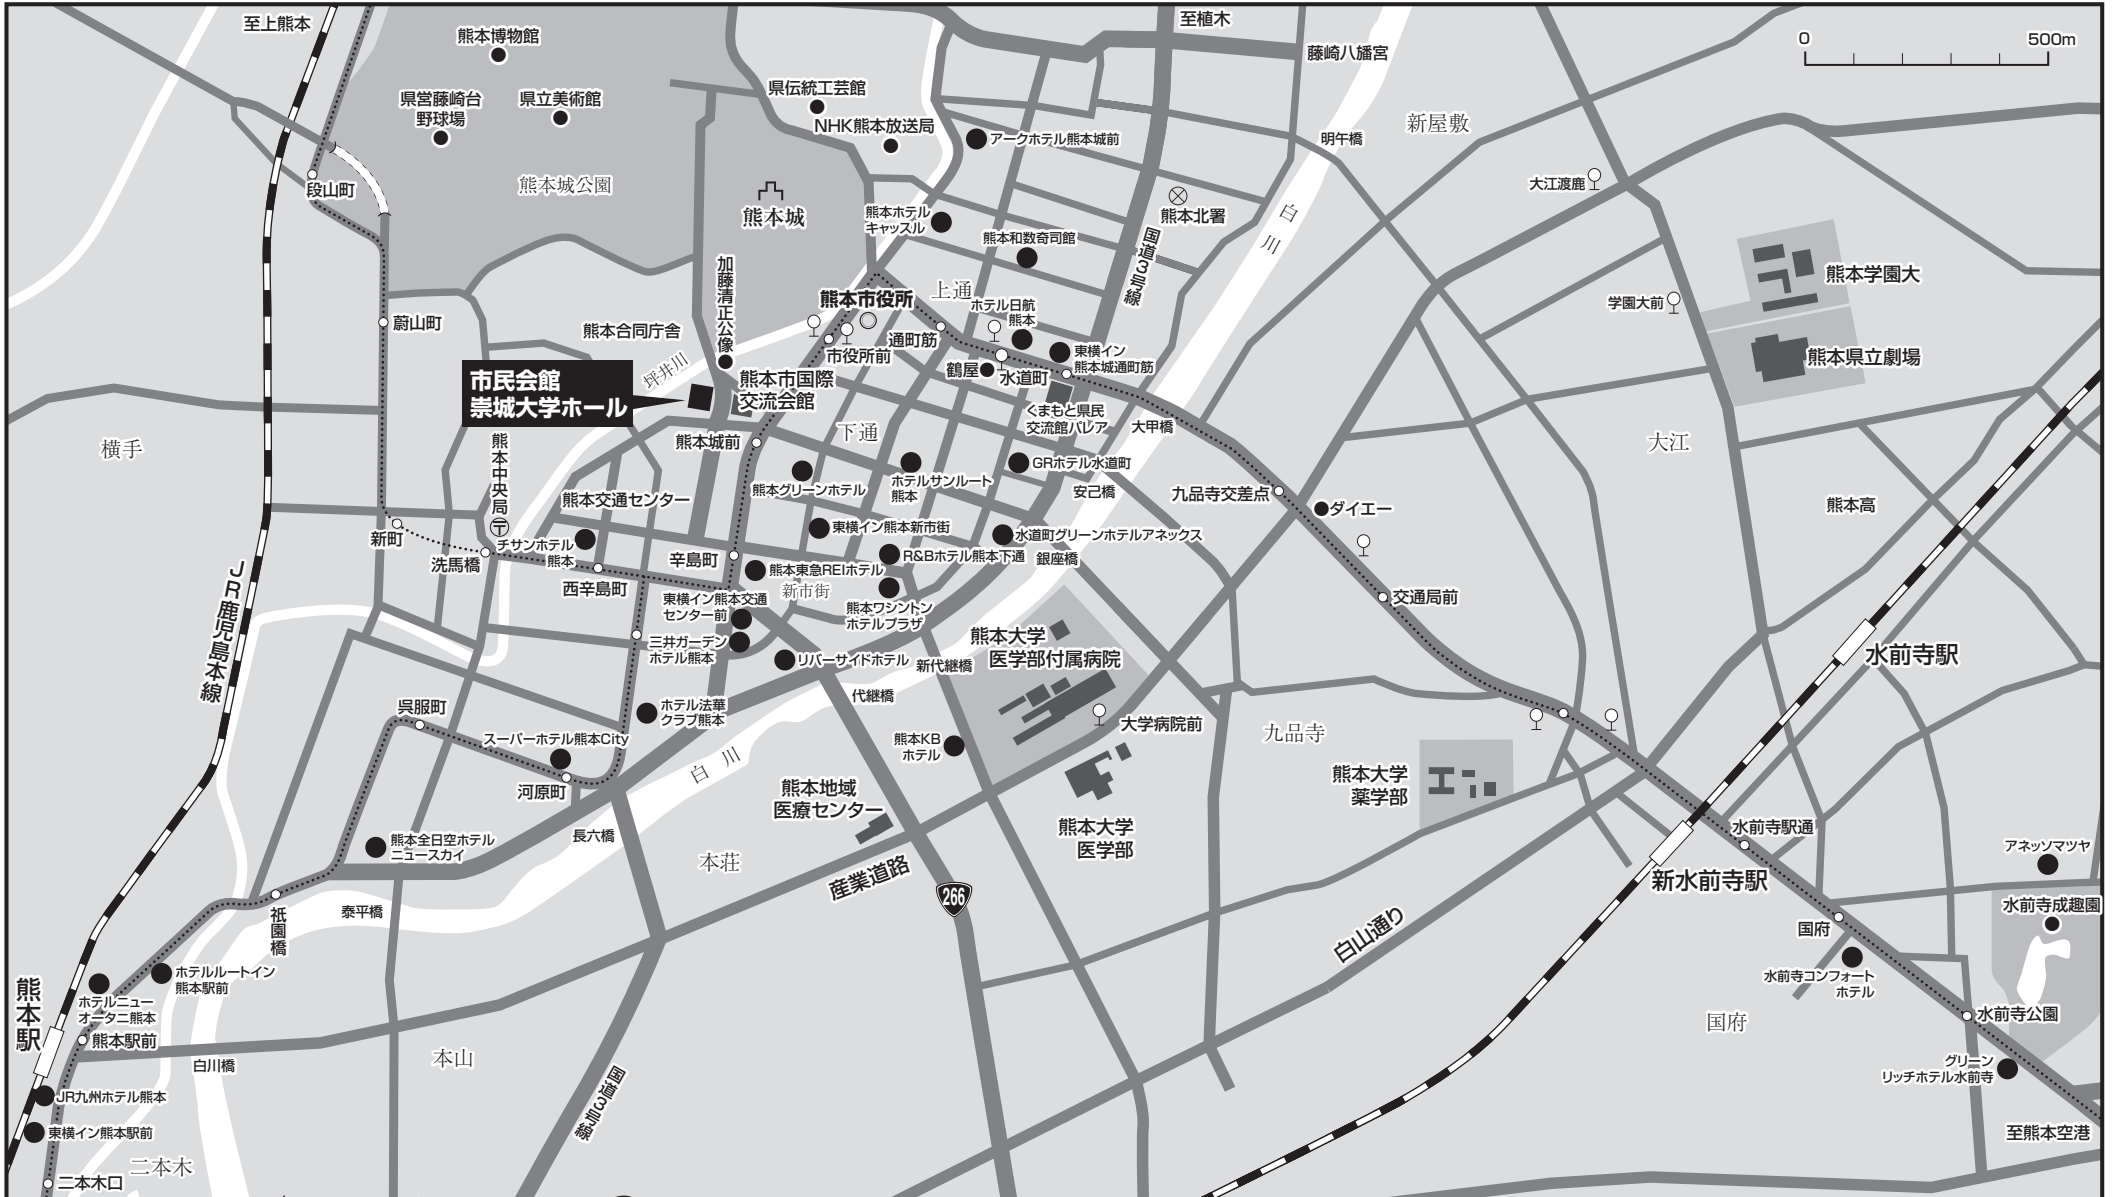 至上熊本
熊本博物館
県営藤崎台
野球場
県立美術館
熊本城公園
段山町
県伝統工芸館
NHK熊本放送局
至植木
藤崎八旛宮
0
500m
アークホテル熊本城前
明午橋
新屋敷
大江渡鹿
熊本城
熊本ホテル
キャッスル
熊本北署
熊本和数奇司館
国道3号線
白川
熊本学園大
学園大前
熊本県立劇場
加藤清正公像
熊本市役所
上通
ホテル日航
熊本
蔚山町
熊本合同庁舎
坪井川
市役所前
通町筋
鶴屋
水道町
東横イン
熊本城通町筋
市民会館
崇城大学ホール
熊本市国際
交流会館
くまもと県民
交流館パレア
大甲橋
横手
熊本中央局
熊本城前
下通
大江
熊本グリーンホテル
ホテルサンルート
熊本
GRホテル水道町
安己橋
九品寺交差点
ダイエー
熊本高
熊本交通センター
新町
洗馬橋
チサンホテル
熊本
西辛島町
辛島町
東横イン熊本新市街
水道町グリーンホテルアネックス
R&Bホテル熊本下通
銀座橋
熊本東急REIホテル
新市街
東横イン熊本交通
センター前
熊本ワシントン
ホテルプラザ
交通局前
JR鹿児島本線
三井ガーデン
ホテル熊本
リバーサイドホテル
新代継橋
熊本大学
医学部付属病院
水前寺駅
代継橋
呉服町
ホテル法華
クラブ熊本
スーパーホテル熊本City
河原町
白川
熊本KB
ホテル
大学病院前
九品寺
熊本地域
医療センター
熊本大学
薬学部
熊本大学
医学部
長六橋
熊本全日空ホテル
ニュースカイ
本荘
産業道路
266
水前寺駅通
新水前寺駅
アネッソマツヤ
祇園橋
泰平橋
白山通り
国府
水前寺成趣園
熊本駅
ホテルルートイン
熊本駅前
ホテルニュー
オータニ熊本
熊本駅前
水前寺コンフォート
ホテル
水前寺公園
国府
白川橋
本山
グリーン
リッチホテル水前寺
JR九州ホテル熊本
東横イン熊本駅前
国道3号線
至熊本空港
二本木
二本木口